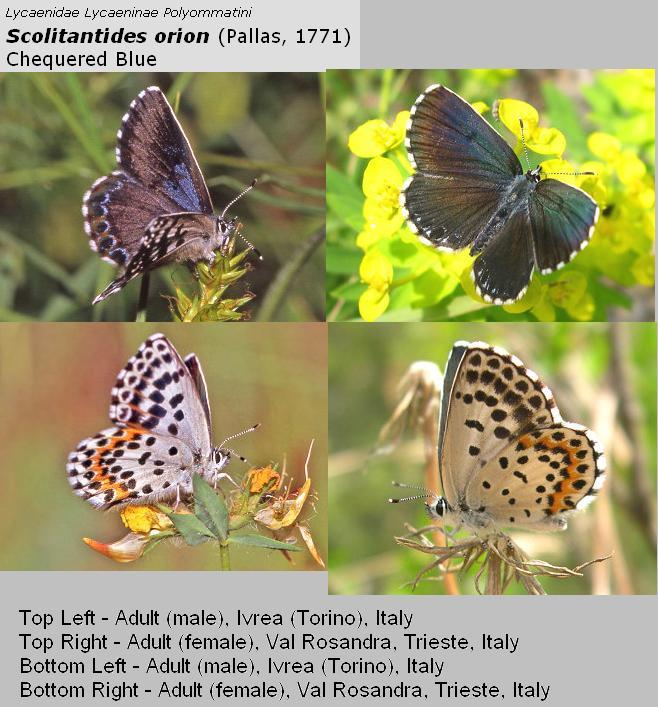 Lycaenidae Lycaeninae Polyommatini
Scolitantides orion (Pallas, 1771)
Chequered Blue
Top Left - Adult (male), Ivrea (Torino), Italy
Top Right - Adult (female), Val Rosandra, Trieste, Italy
Bottom Left - Adult (male), Ivrea (Torino), Italy
Bottom Right - Adult (female), Val Rosandra, Trieste, Italy